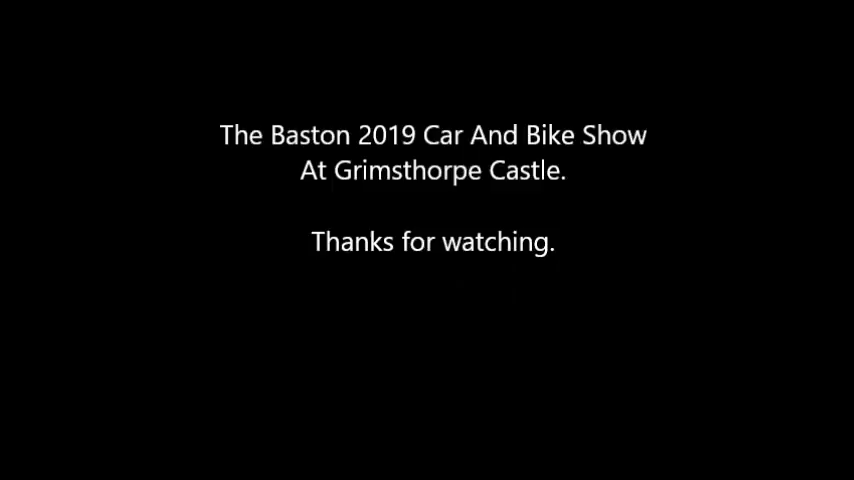 The Baston 2019 Car And Bike Show
At Grimsthorpe Castle.
Thanks for watching.